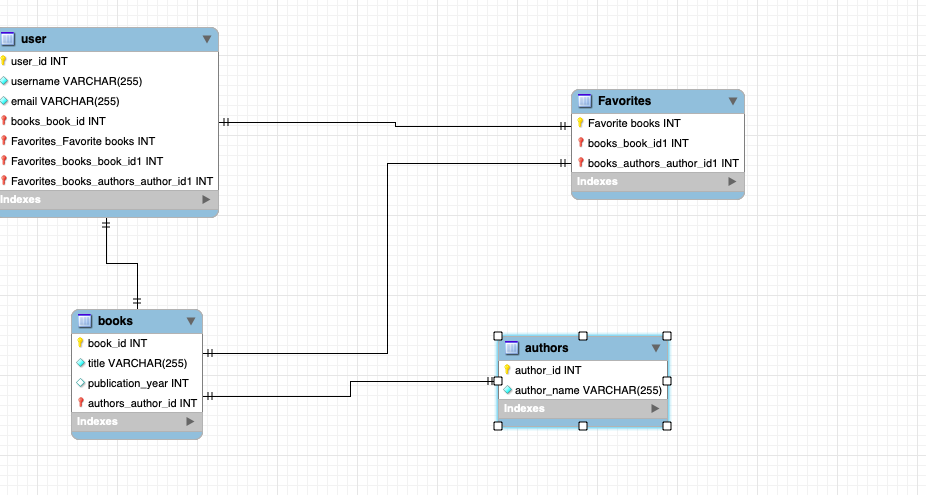 user
user_id INT
username VARCHAR(255)
email VARCHAR(255)
books_book_id INT
Favorites_Favorite books INT
Favorites_books_book_id1 INT
Favorites_books_authors_author_id1 INT
Indexes
Favorites
Favorite books INT
books_book_id1 INT
books_authors_author_id1 INT
Indexes
books
book_id INT
title VARCHAR(255)
publication_year INT
authors_author_id INT
Indexes
authors
author_id INT
author_name VARCHAR(255)
Indexes